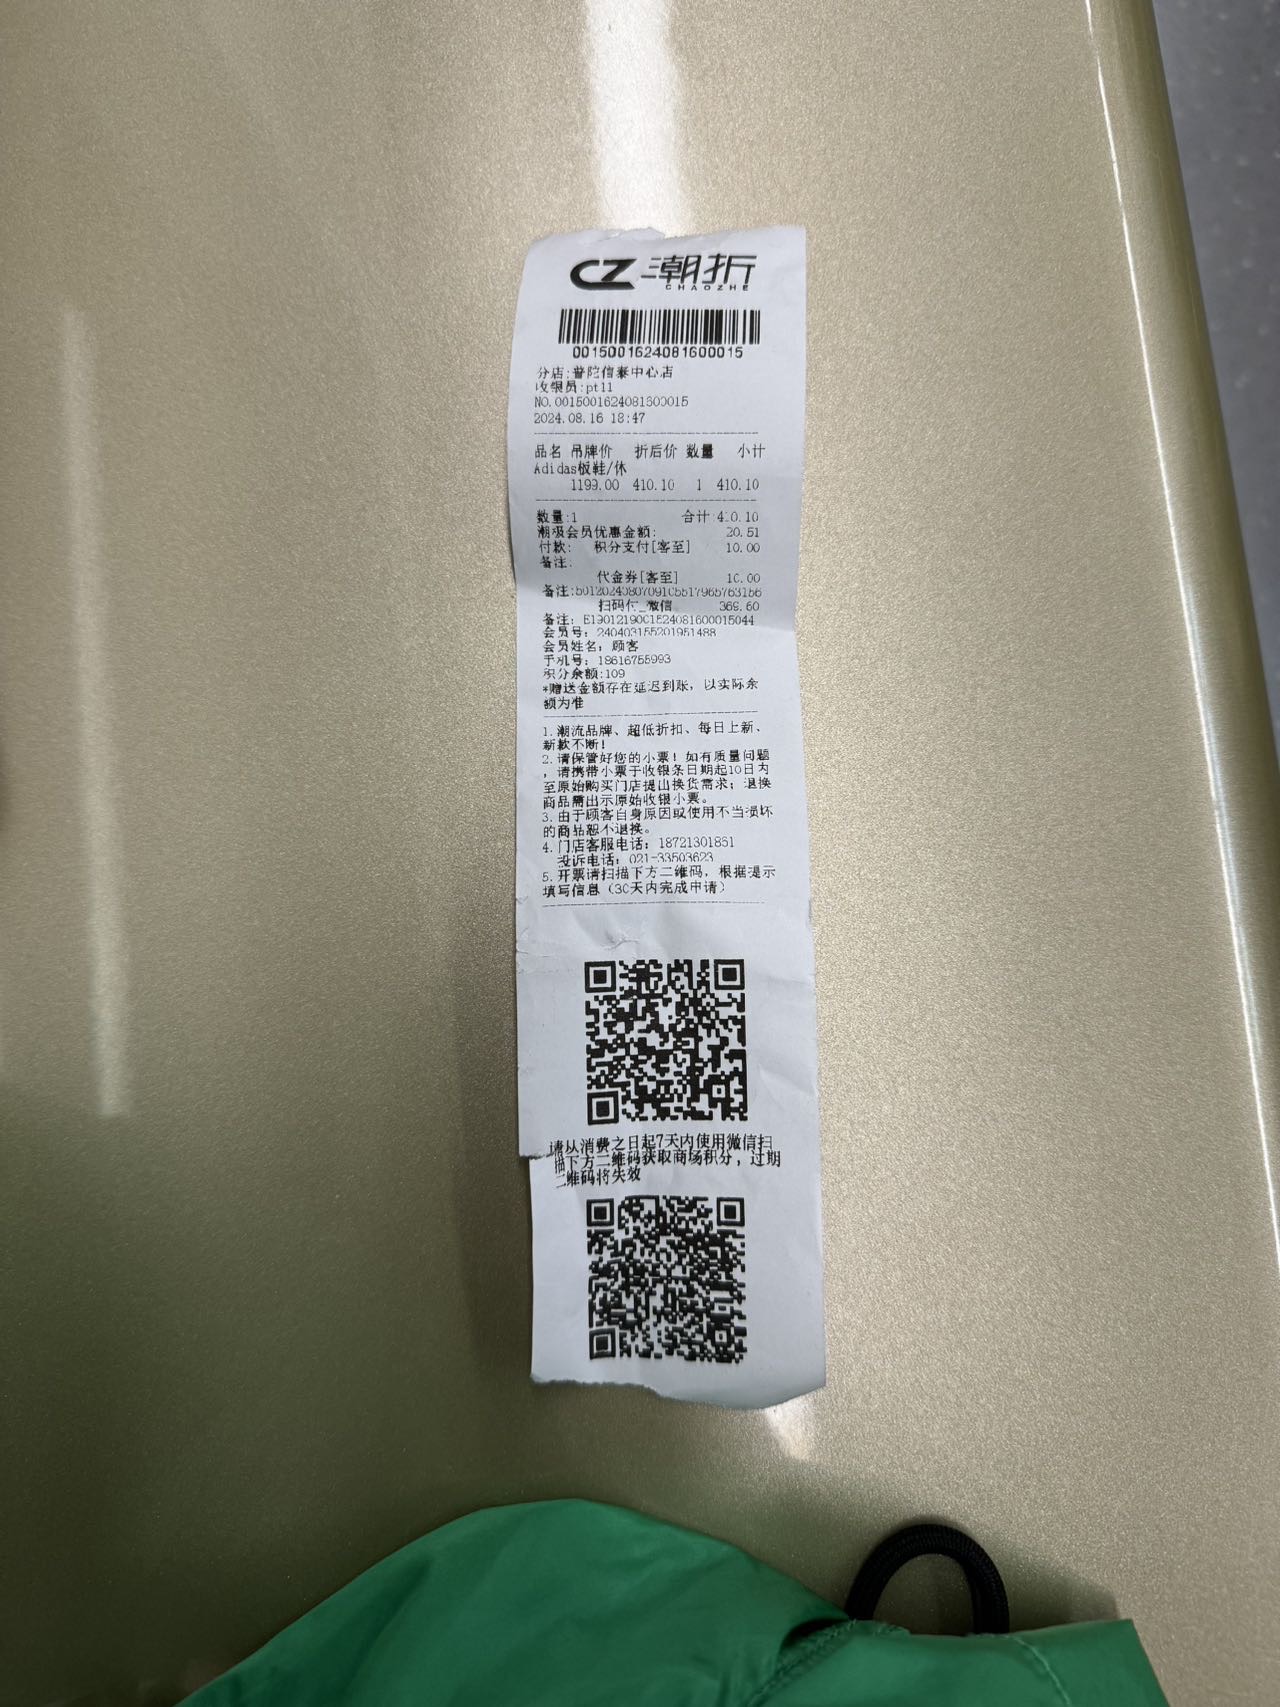 CZ 潮折
CHAOZHE
0015001624081600015
分店:普陀信泰中心店
收银员:pt11
NO.0015001624081600015
2024.08.16 18:47
品名 吊牌价 折后价 数量 小计
Adidas板鞋/休
1199.00 410.10 1 410.10
数量:1 合计:410.10
潮极会员优惠金额: 20.51
付款: 积分支付[客至] 10.00
备注:
代金券[客至] 10.00
备注:
扫码付_微信 369.60
备注: E1901219001524081600015044
会员号: 240403155201951488
会员姓名: 顾客
手机号: 18616755993
积分余额:109
*赠送金额存在延迟到账，以实际余
额为准
1.潮流品牌、超低折扣、每日上新、
新款不断!
2.请保管好您的小票! 如有质量问题
，请携带小票于收银条日期起10日内
至原始购买门店提出换货需求; 退换
商品需出示原始收银小票。
3.由于顾客自身原因或使用不当损坏
的商品恕不退换。
4.门店客服电话: 18721301851
投诉电话: 021-33503623
5.开票请扫描下方二维码，根据提示
填写信息（30天内完成申请）
请从消费之日起7天内使用微信扫
描下方二维码获取商场积分，过期
二维码将失效